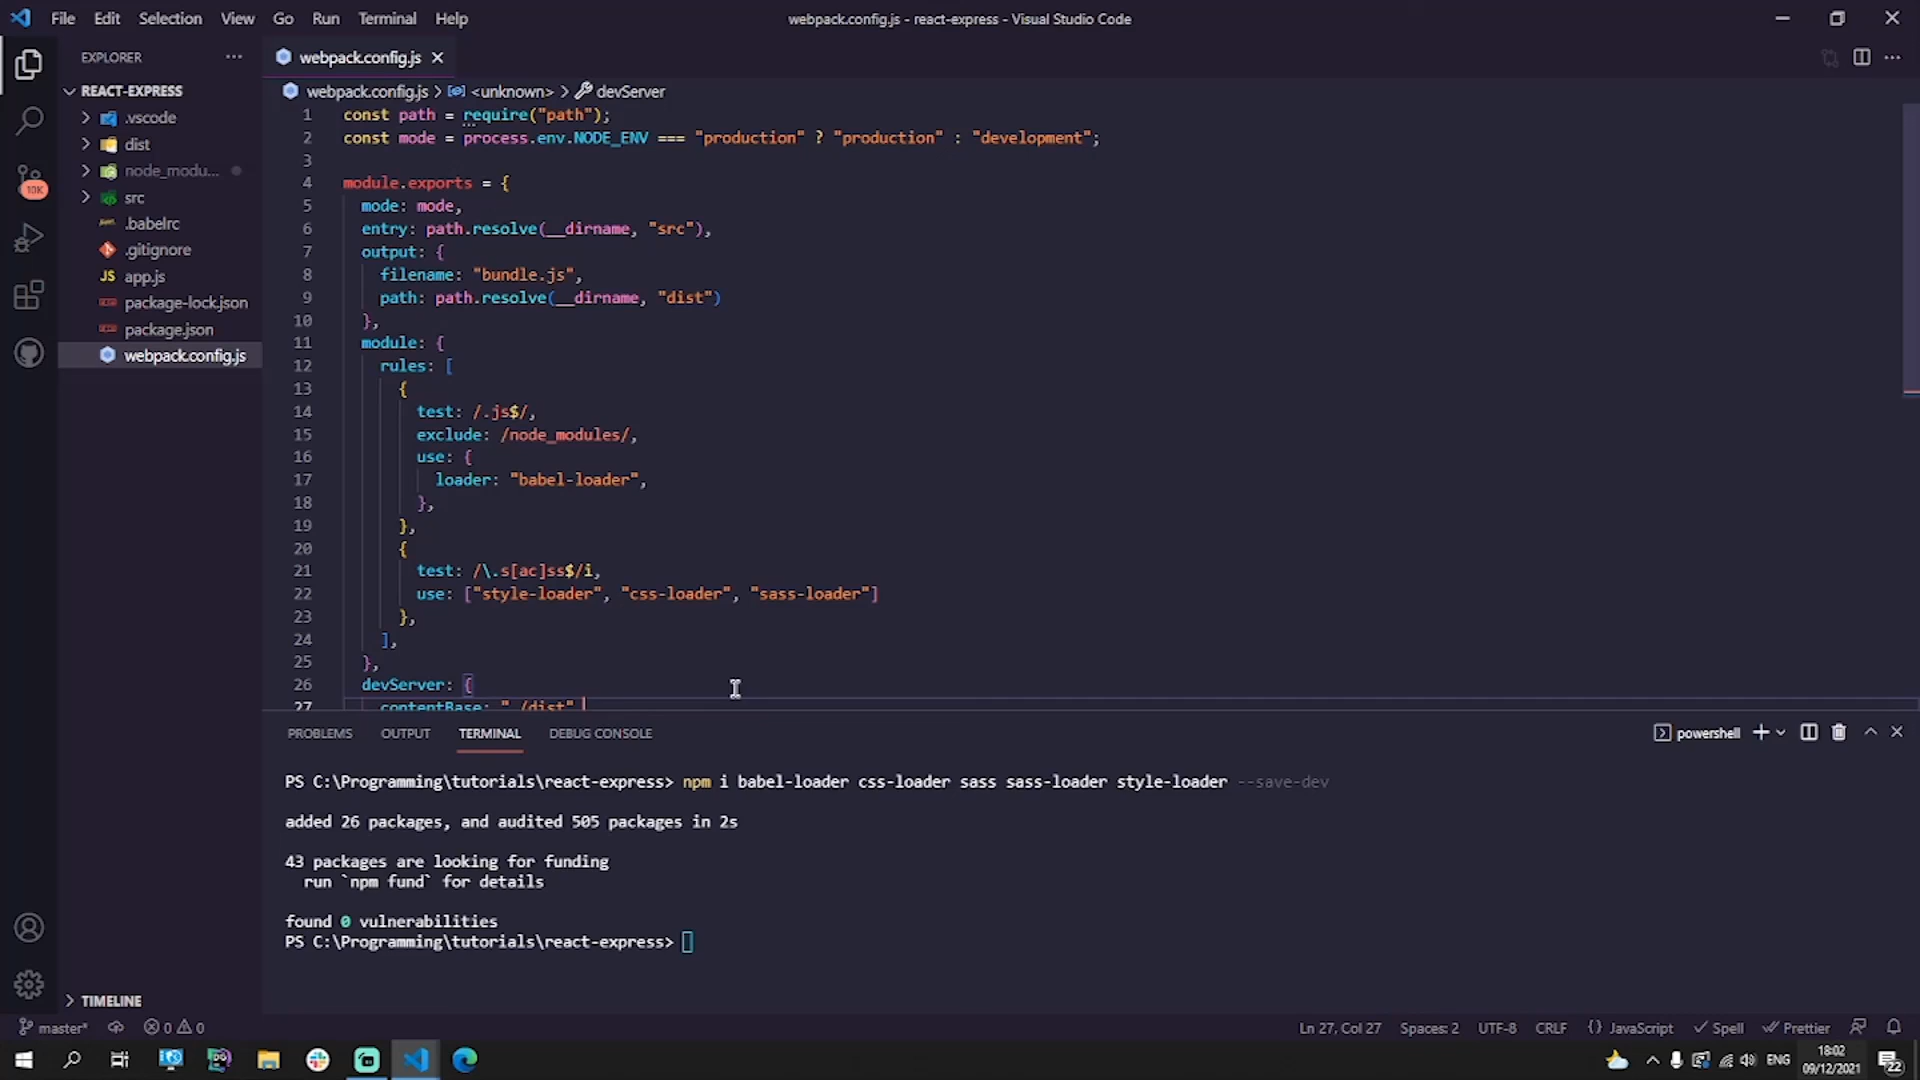 File Edit Selection View Go Run Terminal Help
webpack.config.js - react-express - Visual Studio Code
EXPLORER
webpack.config.js
REACT-EXPRESS
.vscode
dist
node_modu...
src
.babelrc
.gitignore
JS app.js
package-lock.json
package.json
webpack.config.js
10K
TIMELINE
webpack.config.js > <unknown> > devServer
1 const path = require("path");
2 const mode = process.env.NODE_ENV === "production" ? "production" : "development";
3
4 module.exports = {
5 mode: mode,
6 entry: path.resolve(__dirname, "src"),
7 output: {
8 filename: "bundle.js",
9 path: path.resolve(__dirname, "dist")
10 },
11 module: {
12 rules: [
13 {
14 test: /.js$/,
15 exclude: /node_modules/,
16 use: {
17 loader: "babel-loader",
18 },
19 },
20 {
21 test: /\.s[ac]ss$/i,
22 use: ["style-loader", "css-loader", "sass-loader"]
23 },
24 ],
25 },
26 devServer: {
27 contentBase: "./dist",
PROBLEMS OUTPUT TERMINAL DEBUG CONSOLE
powershell
PS C:\Programming\tutorials\react-express> npm i babel-loader css-loader sass sass-loader style-loader --save-dev
added 26 packages, and audited 505 packages in 2s
43 packages are looking for funding
run `npm fund` for details
found 0 vulnerabilities
PS C:\Programming\tutorials\react-express>
master* 0 0
Ln 27, Col 27 Spaces: 2 UTF-8 CRLF {} JavaScript Spell Prettier
ENG
18:02
09/12/2021
22